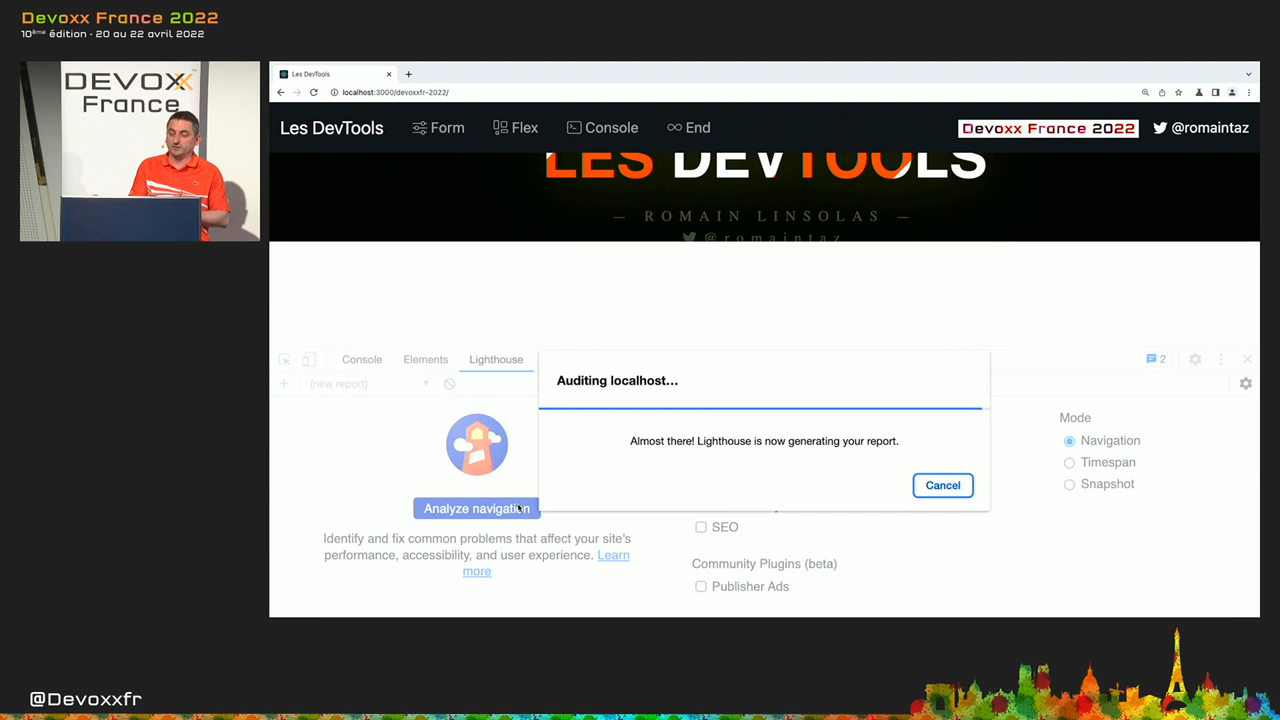 Devoxx France 2022
10ème édition - 20 au 22 avril 2022
DEVOXX
France
Les DevTools
localhost:3000/devoxxfr-2022/
Les DevTools
Form
Flex
Console
End
Devoxx France 2022
@romaintaz
LES DEVTOOLS
— ROMAIN LINSOLAS —
@romaintaz
Console
Elements
Lighthouse
2
(new report)
Auditing localhost...
Almost there! Lighthouse is now generating your report.
Cancel
Analyze navigation
Identify and fix common problems that affect your site's
performance, accessibility, and user experience. Learn
more
SEO
Community Plugins (beta)
Publisher Ads
Mode
Navigation
Timespan
Snapshot
@Devoxxfr